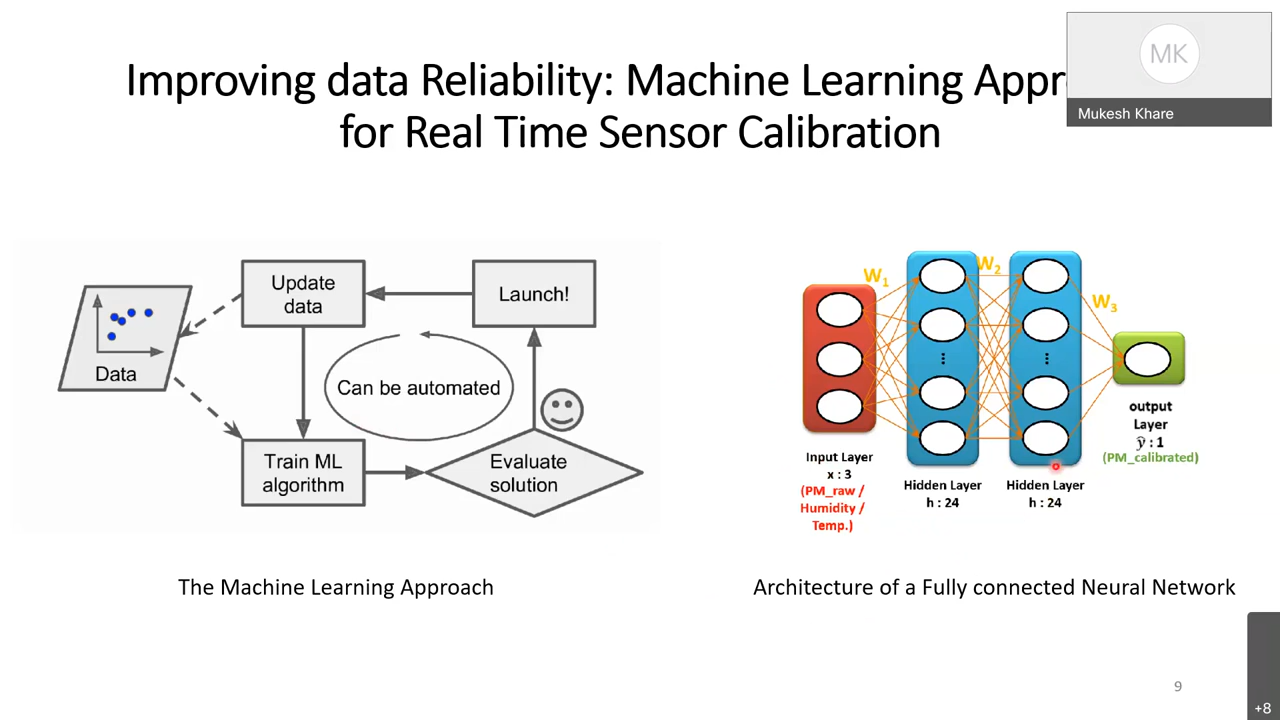 Improving data Reliability: Machine Learning
for Real Time Sensor Calibration
MK
Mukesh Khare
Update
data
Launch!
Data
Can be automated
Train ML
algorithm
Evaluate
solution
The Machine Learning Approach
W1
W2
W3
Input Layer
x : 3
(PM_raw /
Humidity /
Temp.)
Hidden Layer
h : 24
Hidden Layer
h : 24
output
Layer
ŷ : 1
(PM_calibrated)
Architecture of a Fully connected Neural Network
9
+8